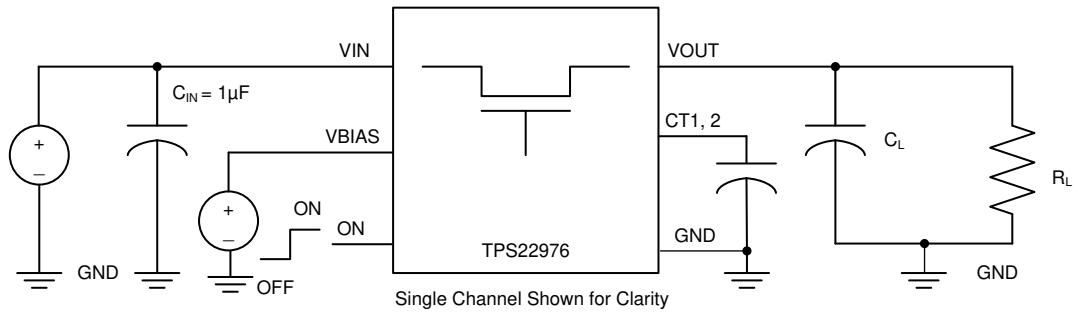 VIN
VOUT
C_IN = 1µF
CT1, 2
VBIAS
C_L
+
_
+
_
R_L
ON
ON
GND
GND
TPS22976
GND
OFF
Single Channel Shown for Clarity